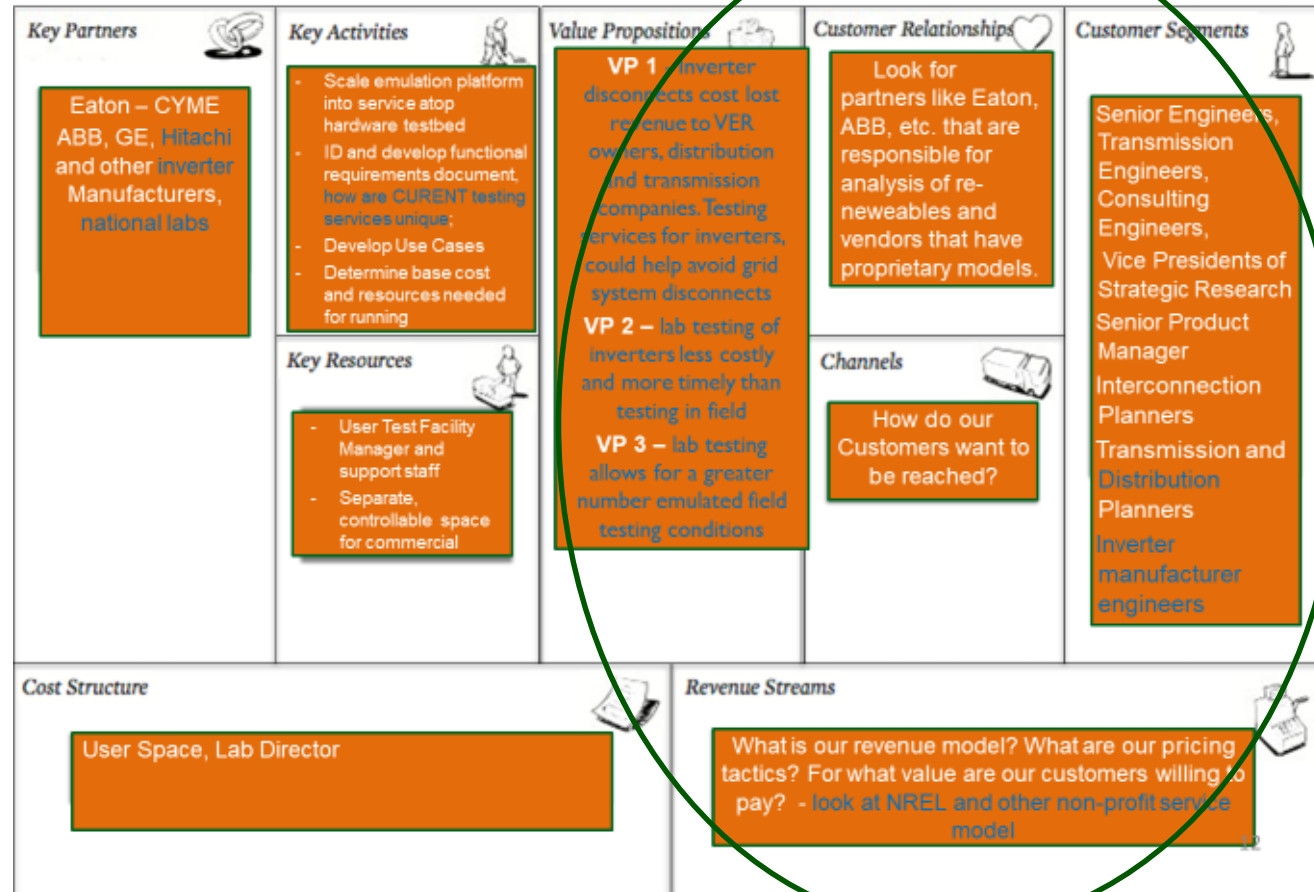 Key Partners
Eaton – CYME
ABB, GE, Hitachi
and other inverter
Manufacturers,
national labs
Key Activities
- Scale emulation platform
into service atop
hardware testbed
- ID and develop functional
requirements document,
how are CURENT testing
services unique;
- Develop Use Cases
- Determine base cost
and resources needed
for running
Key Resources
- User Test Facility
Manager and
support staff
- Separate,
controllable space
for commercial
Value Propositions
VP 1 – inverter
disconnects cost lost
revenue to VER
owners, distribution
and transmission
companies. Testing
services for inverters,
could help avoid grid
system disconnects
VP 2 – lab testing of
inverters less costly
and more timely than
testing in field
VP 3 – lab testing
allows for a greater
number emulated field
testing conditions
Customer Relationships
Look for
partners like Eaton,
ABB, etc. that are
responsible for
analysis of re-
neweables and
vendors that have
proprietary models.
Channels
How do our
Customers want to
be reached?
Customer Segments
Senior Engineers,
Transmission
Engineers,
Consulting
Engineers,
Vice Presidents of
Strategic Research
Senior Product
Manager
Interconnection
Planners
Transmission and
Distribution
Planners
Inverter
manufacturer
engineers
Cost Structure
User Space, Lab Director
Revenue Streams
What is our revenue model? What are our pricing
tactics? For what value are our customers willing to
pay? - look at NREL and other non-profit service
model
12